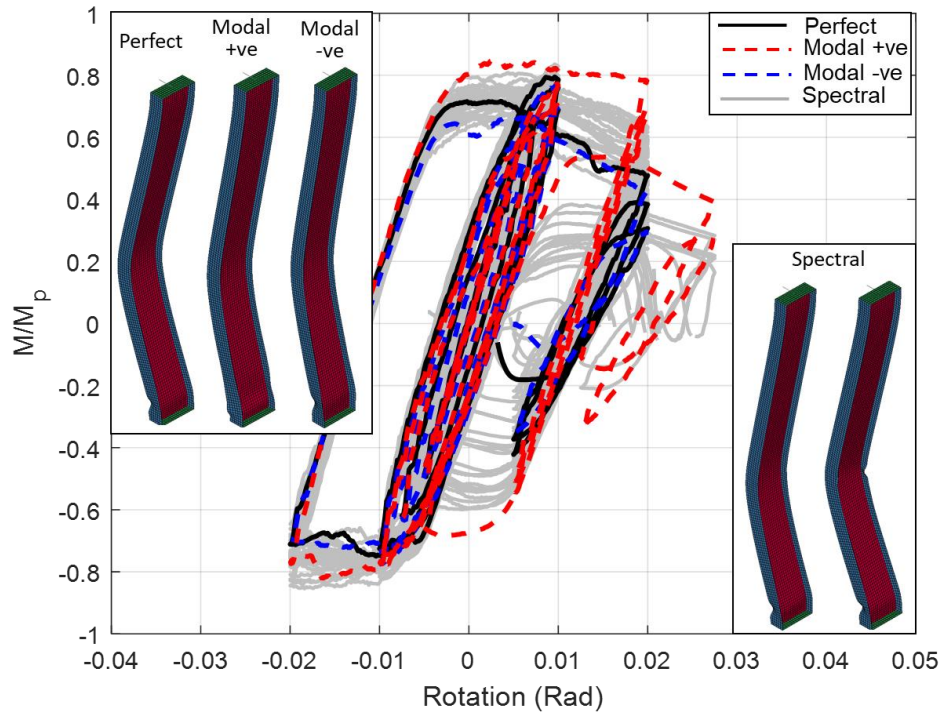 Perfect
Modal
+ve
Modal
-ve
Perfect
Modal +ve
Modal -ve
Spectral
Spectral
1
0.8
0.6
0.4
0.2
0
-0.2
-0.4
-0.6
-0.8
-1
M/Mp
-0.04
-0.03
-0.02
-0.01
0
0.01
0.02
0.03
0.04
0.05
Rotation (Rad)